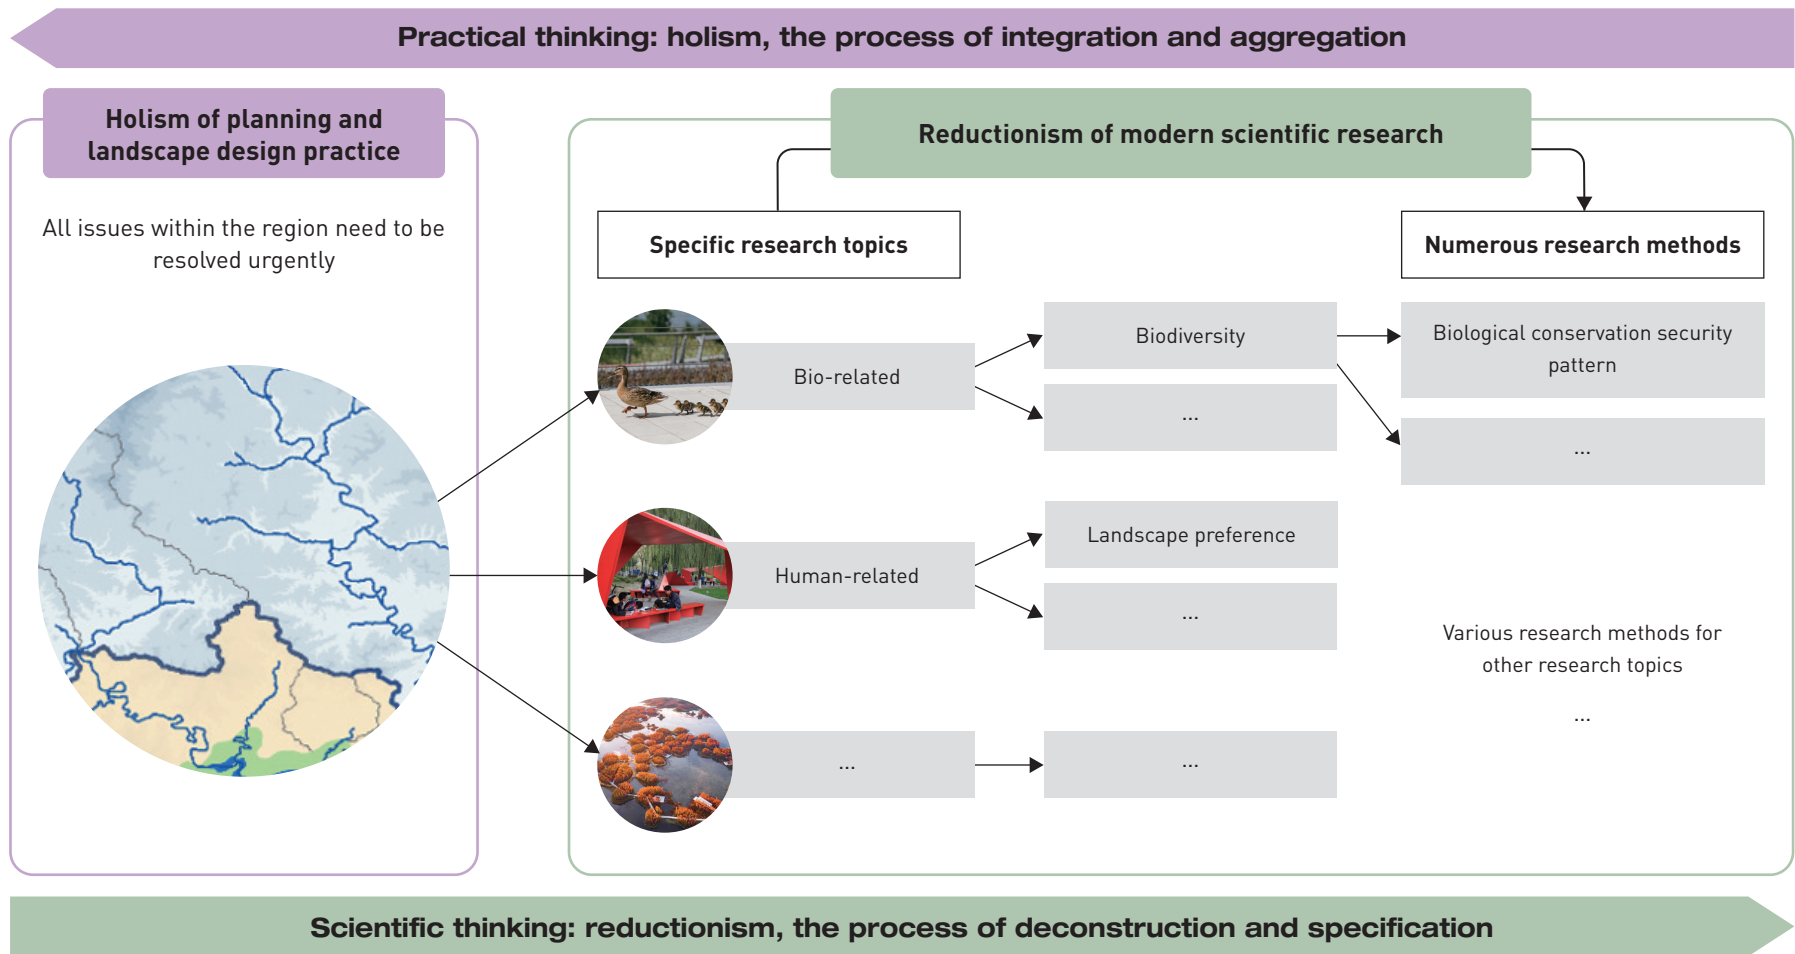 Practical thinking: holism, the process of integration and aggregation
Holism of planning and
landscape design practice
All issues within the region need to be
resolved urgently
Reductionism of modern scientific research
Specific research topics
Numerous research methods
Bio-related
Biodiversity
...
Biological conservation security
pattern
...
Human-related
Landscape preference
...
Various research methods for
other research topics
...
...
...
Scientific thinking: reductionism, the process of deconstruction and specification